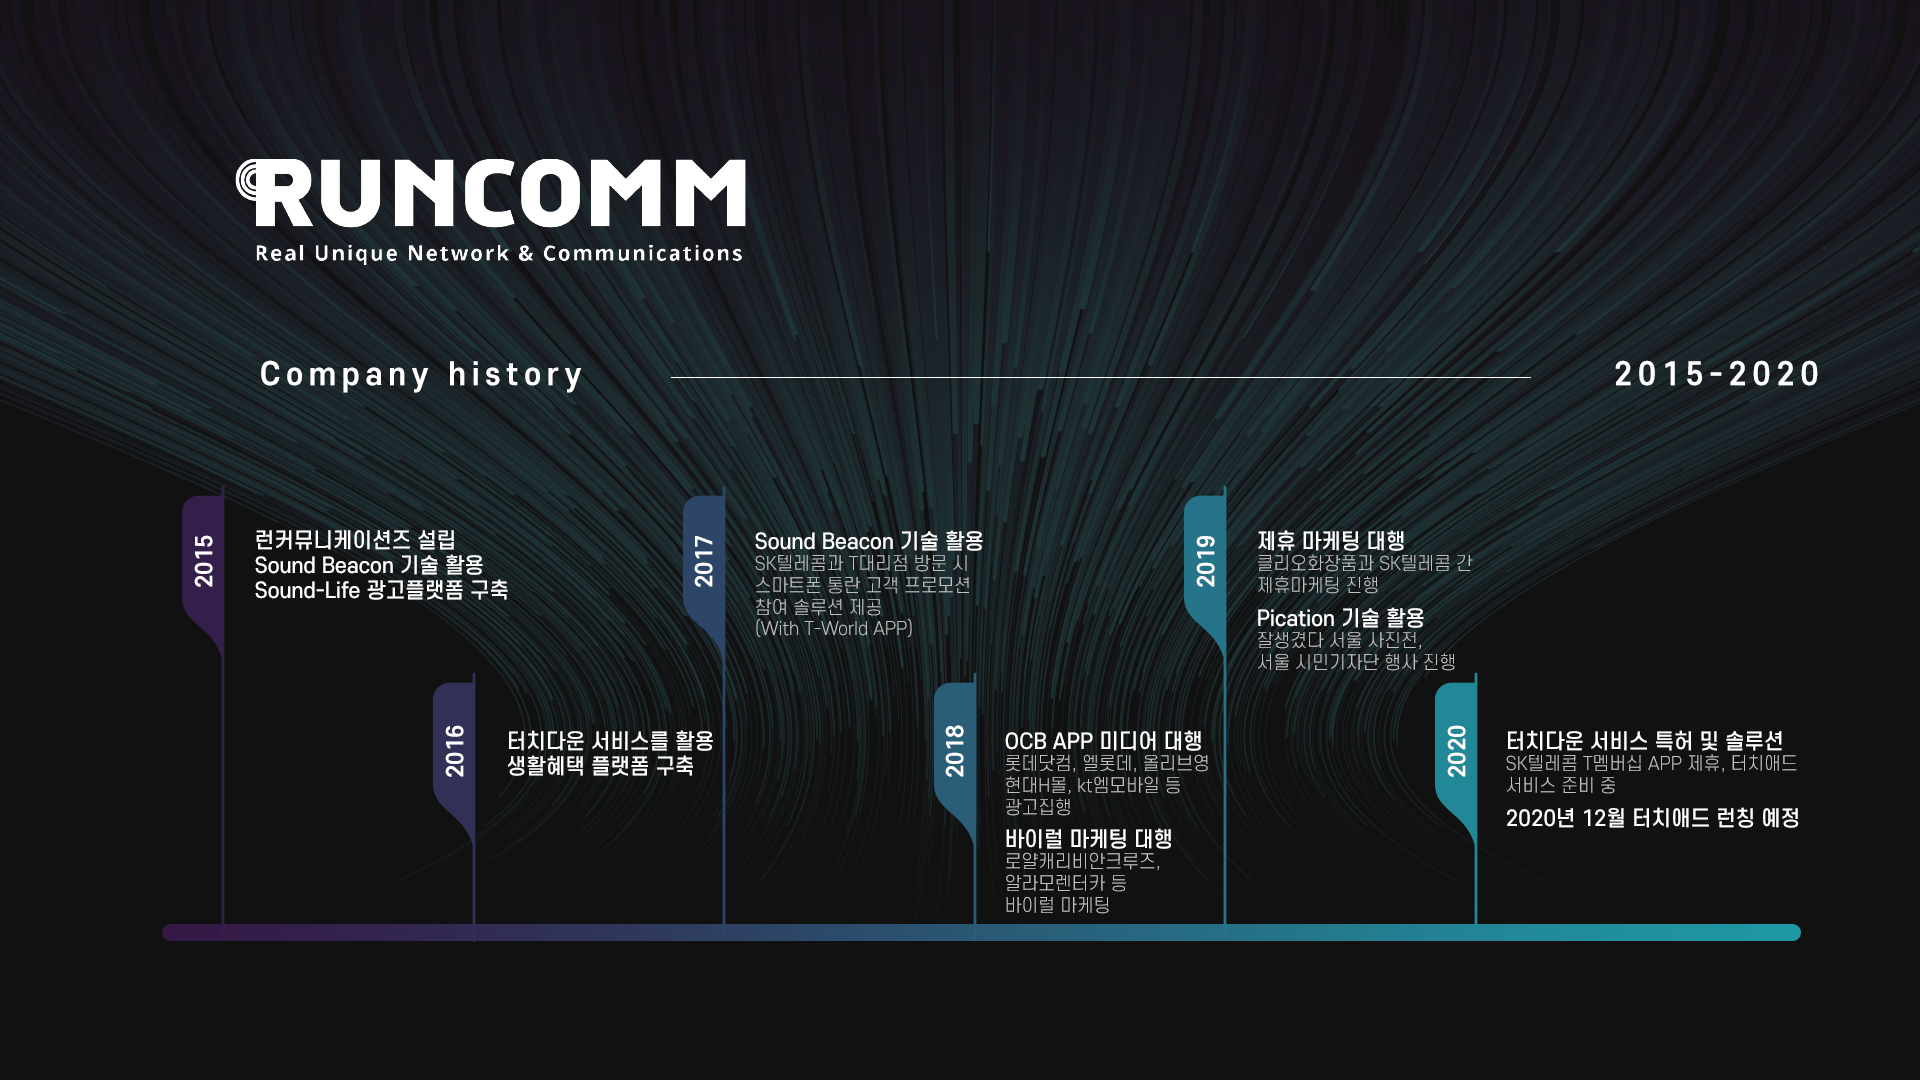 RUNCOMM
Real Unique Network & Communications
Company history
2015-2020
2015
런커뮤니케이션즈 설립
Sound Beacon 기술 활용
Sound-Life 광고플랫폼 구축
2016
터치다운 서비스를 활용
생활혜택 플랫폼 구축
2017
Sound Beacon 기술 활용
SK텔레콤과 T대리점 방문 시
스마트폰 통란 고객 프로모션
참여 솔루션 제공
(With T-World APP)
2018
OCB APP 미디어 대행
롯데닷컴, 엘롯데, 올리브영
현대H몰, kt엠모바일 등
광고집행
바이럴 마케팅 대행
로얄캐리비안크루즈,
알라모렌터카 등
바이럴 마케팅
2019
제휴 마케팅 대행
클리오화장품과 SK텔레콤 간
제휴마케팅 진행
Pication 기술 활용
잘생겼다 서울 사진전,
서울 시민기자단 행사 진행
2020
터치다운 서비스 특허 및 솔루션
SK텔레콤 T멤버십 APP 제휴, 터치애드
서비스 준비 중
2020년 12월 터치애드 런칭 예정